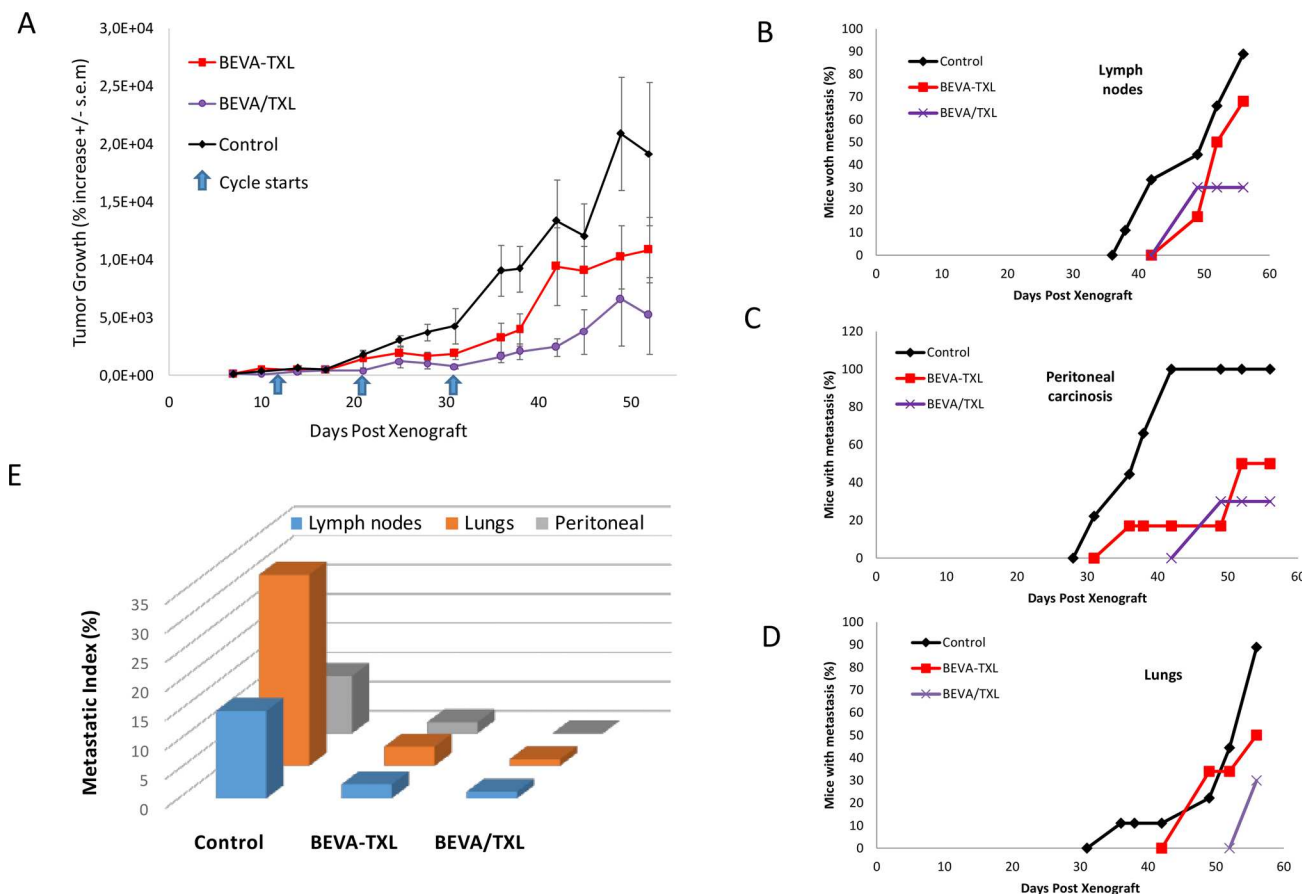 A
3,0E+04
2,5E+04
2,0E+04
1,5E+04
1,0E+04
5,0E+03
0,0E+00
Tumor Growth (% increase+/- s.e.m)
BEVA-TXL
BEVA/TXL
Control
Cycle starts
0 10 20 30 40 50
Days Post Xenograft
B
100
90
80
70
60
50
40
30
20
10
0
Mice woth metastasis (%)
Control
BEVA-TXL
BEVA/TXL
Lymph
nodes
0 10 20 30 40 50 60
Days Post Xenograft
C
120
100
80
60
40
20
0
Mice with metastasis (%)
Control
BEVA-TXL
BEVA/TXL
Peritoneal
carcinosis
0 10 20 30 40 50 60
Days Post Xenograft
D
100
90
80
70
60
50
40
30
20
10
0
Mice with metastasis (%)
Control
BEVA-TXL
BEVA/TXL
Lungs
0 10 20 30 40 50 60
Days Post Xenograft
E
Lymph nodes Lungs Peritoneal
35
30
25
20
15
10
5
0
Metastatic Index (%)
Control BEVA-TXL BEVA/TXL